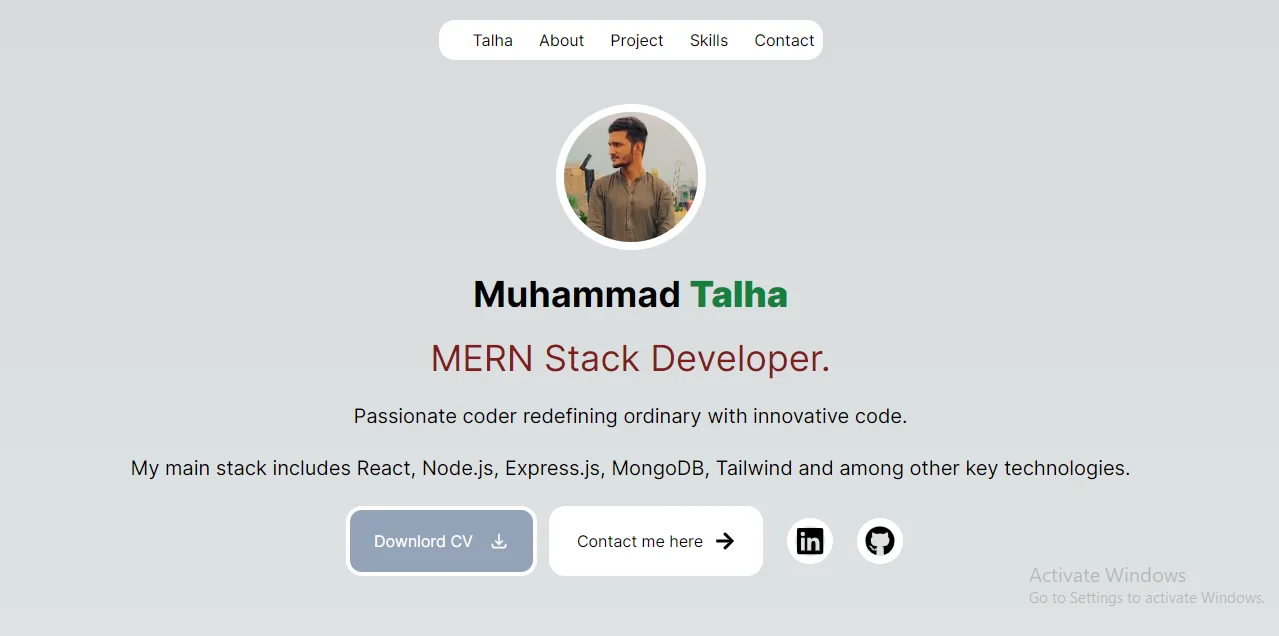 Talha About Project Skills Contact
Muhammad Talha
MERN Stack Developer.
Passionate coder redefining ordinary with innovative code.
My main stack includes React, Node.js, Express.js, MongoDB, Tailwind and among other key technologies.
Downlord CV
Contact me here
in
Activate Windows
Go to Settings to activate Windows.